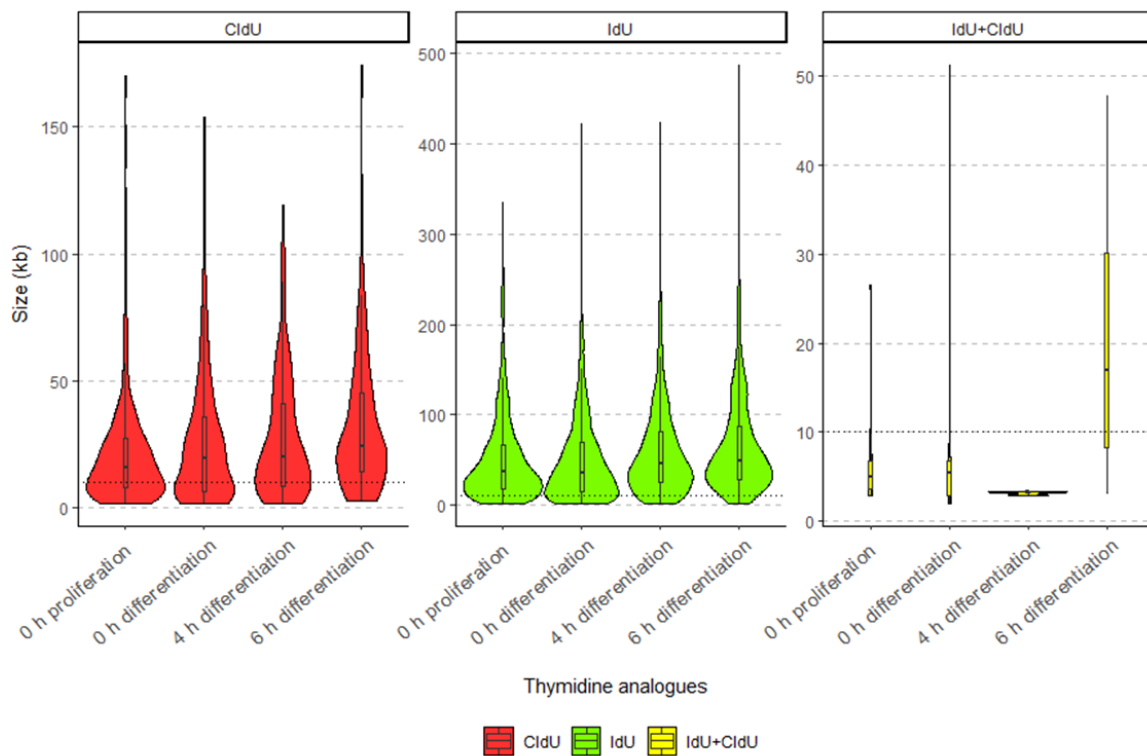 CldU IdU IdU+CldU
Size (kb)
150
100
50
0
500
400
300
200
100
0
50
40
30
20
10
0
0 h proliferation
0 h differentiation
4 h differentiation
6 h differentiation
0 h proliferation
0 h differentiation
4 h differentiation
6 h differentiation
0 h proliferation
0 h differentiation
4 h differentiation
6 h differentiation
Thymidine analogues
CldU IdU IdU+CldU